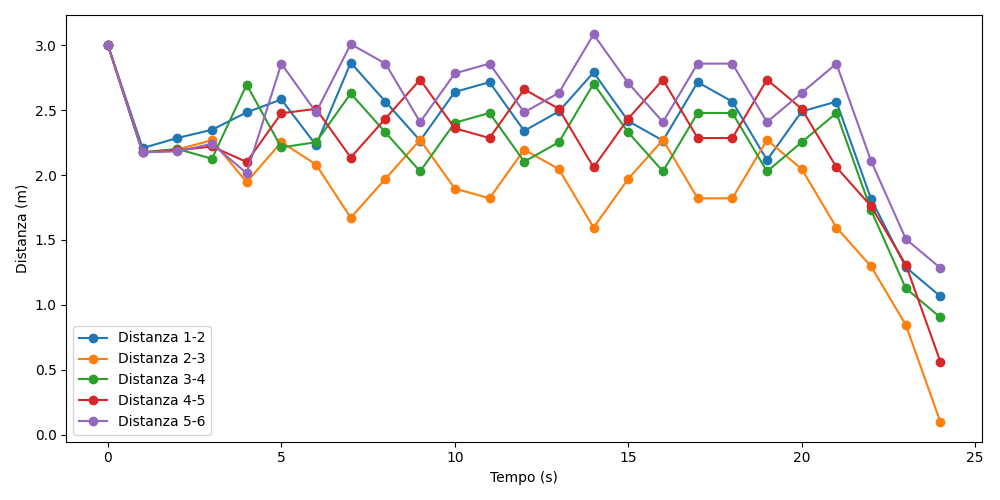 3.0
2.5
2.0
1.5
1.0
0.5
0.0
Distanza (m)
Distanza 1-2
Distanza 2-3
Distanza 3-4
Distanza 4-5
Distanza 5-6
0 5 10 15 20 25
Tempo (s)